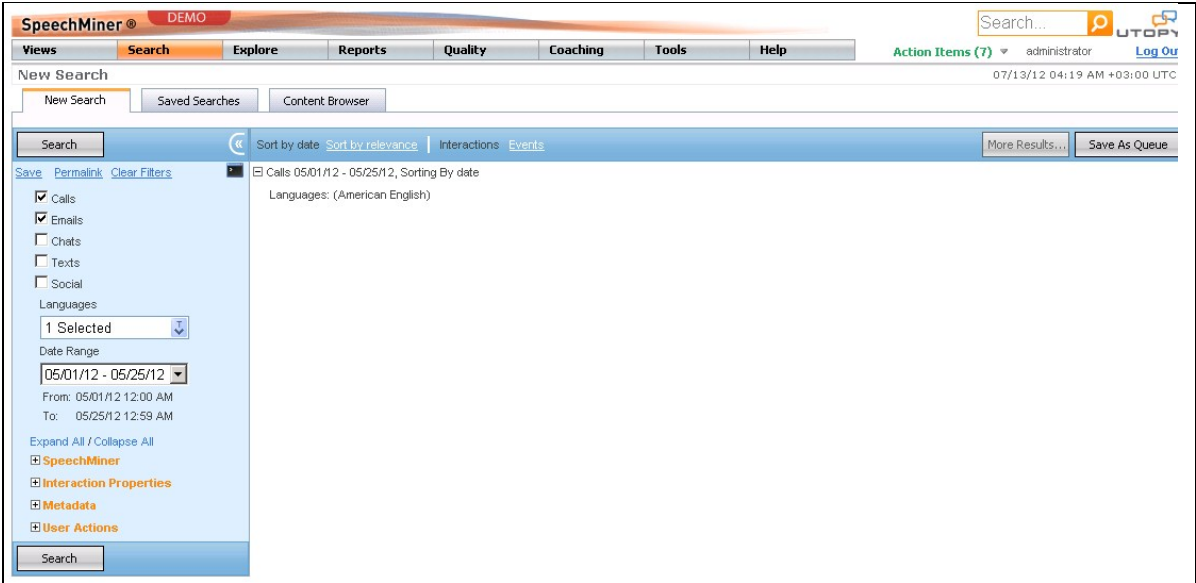 SpeechMiner ® DEMO Search... UTOPY
Views Search Explore Reports Quality Coaching Tools Help Action Items (7) administrator Log Ou
New Search 07/13/12 04:19 AM +03:00 UTC
New Search Saved Searches Content Browser
Search Sort by date Sort by relevance Interactions Events More Results... Save As Queue
Save Permalink Clear Filters
Calls 05/01/12 - 05/25/12, Sorting By date
Languages: (American English)
Calls
Emails
Chats
Texts
Social
Languages
1 Selected
Date Range
05/01/12 - 05/25/12
From: 05/01/12 12:00 AM
To: 05/25/12 12:59 AM
Expand All / Collapse All
SpeechMiner
Interaction Properties
Metadata
User Actions
Search